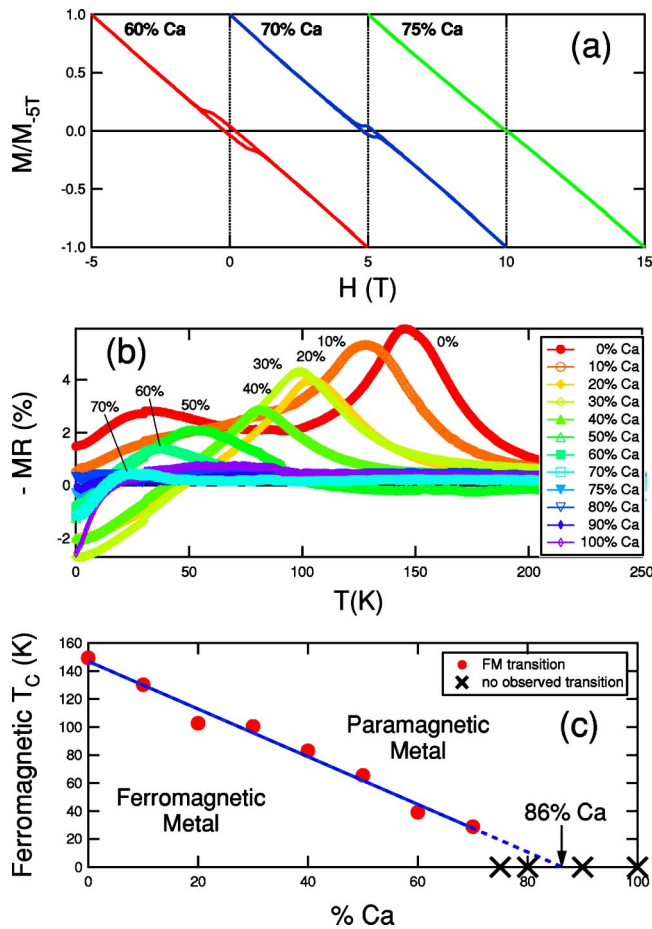 60% Ca 70% Ca 75% Ca (a)
1.0
0.5
0.0
-0.5
-1.0
M/M-5T
-5 0 5 10 15
H (T)
(b)
4
2
0
-2
- MR (%)
70% 60% 50% 40% 30% 20% 10% 0%
0% Ca
10% Ca
20% Ca
30% Ca
40% Ca
50% Ca
60% Ca
70% Ca
75% Ca
80% Ca
90% Ca
100% Ca
0 50 100 150 200 250
T(K)
Ferromagnetic TC (K)
160
140
120
100
80
60
40
20
0
FM transition
no observed transition
(c)
Paramagnetic
Metal
Ferromagnetic
Metal
86% Ca
0 20 40 60 80 100
% Ca